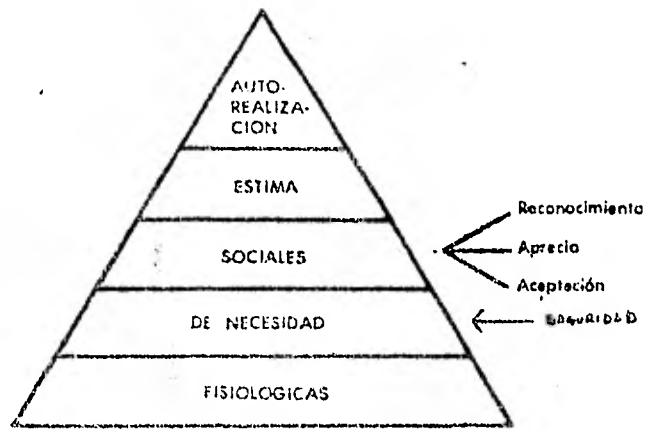 AUTO-
REALIZA-
CION
ESTIMA
Reconocimiento
SOCIALES
Aprecio
Aceptación
DE NECESIDAD
SEGURIDAD
FISIOLOGICAS